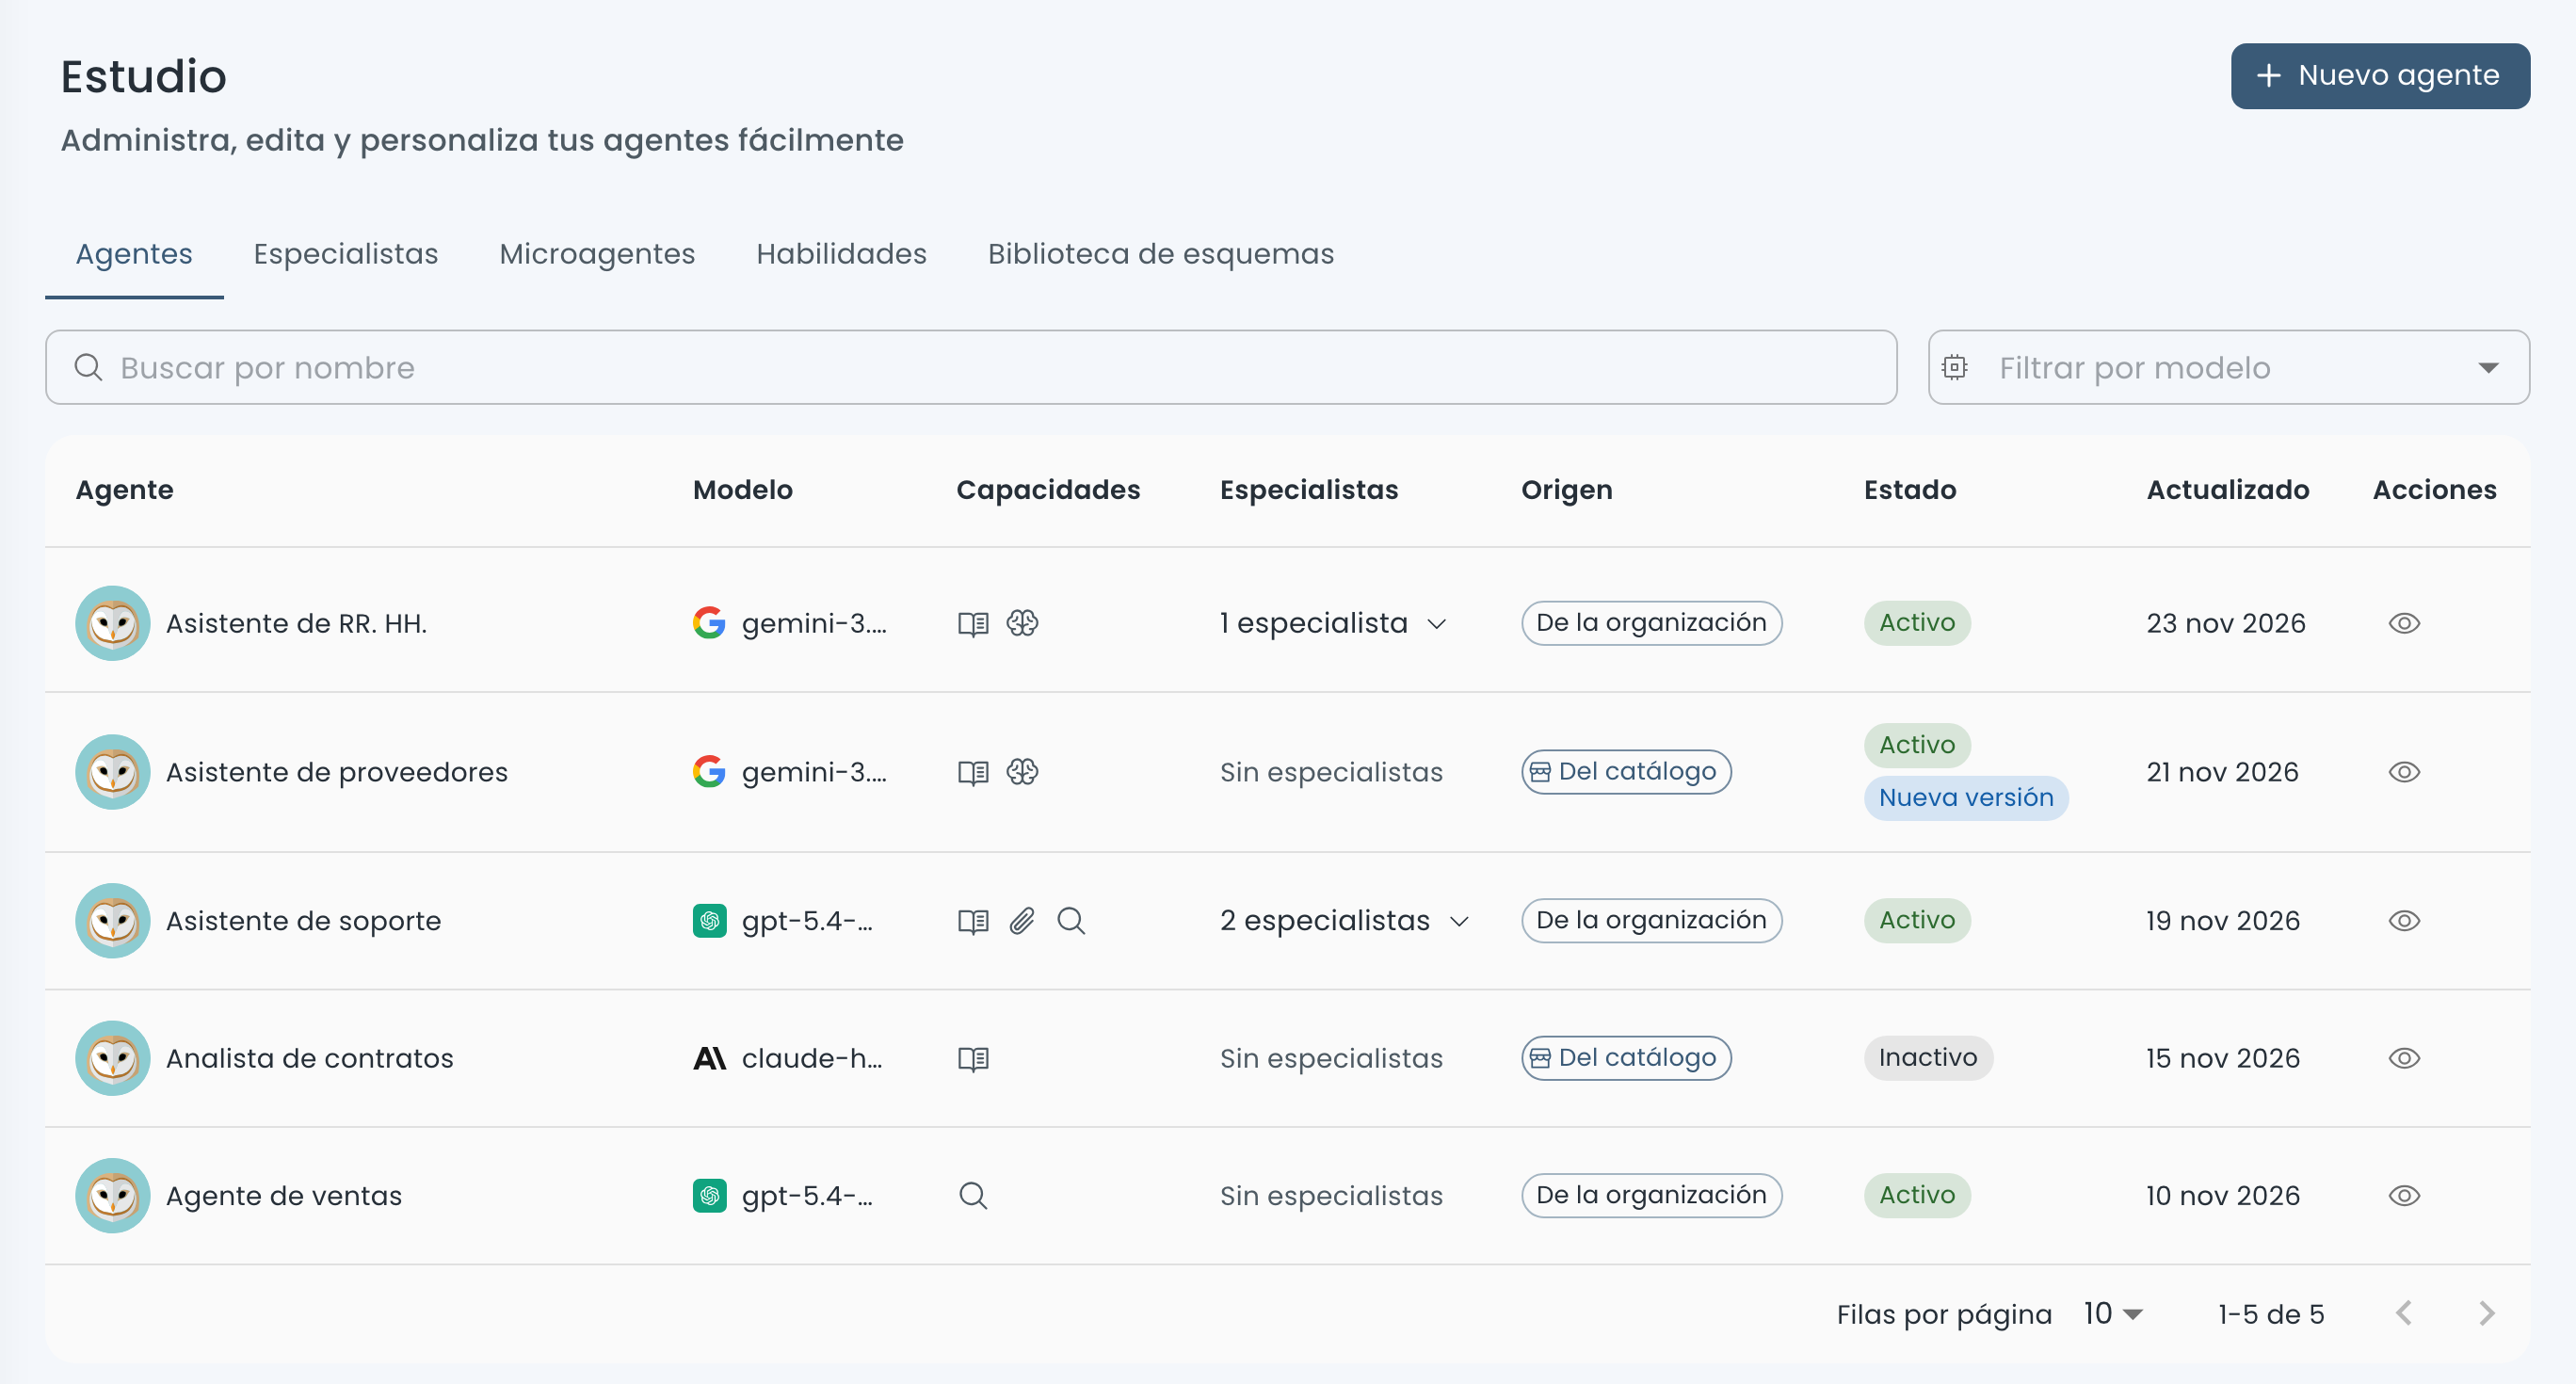 Estudio
+ Nuevo agente
Administra, edita y personaliza tus agentes fácilmente
Agentes Especialistas Microagentes Habilidades Biblioteca de esquemas
Buscar por nombre Filtrar por modelo
Agente Modelo Capacidades Especialistas Origen Estado Actualizado Acciones
Asistente de RR. HH. gemini-3.... 1 especialista De la organización Activo 23 nov 2026
Asistente de proveedores gemini-3.... Sin especialistas Del catálogo Activo Nueva versión 21 nov 2026
Asistente de soporte gpt-5.4-... 2 especialistas De la organización Activo 19 nov 2026
Analista de contratos claude-h... Sin especialistas Del catálogo Inactivo 15 nov 2026
Agente de ventas gpt-5.4-... Sin especialistas De la organización Activo 10 nov 2026
Filas por página 10 1-5 de 5